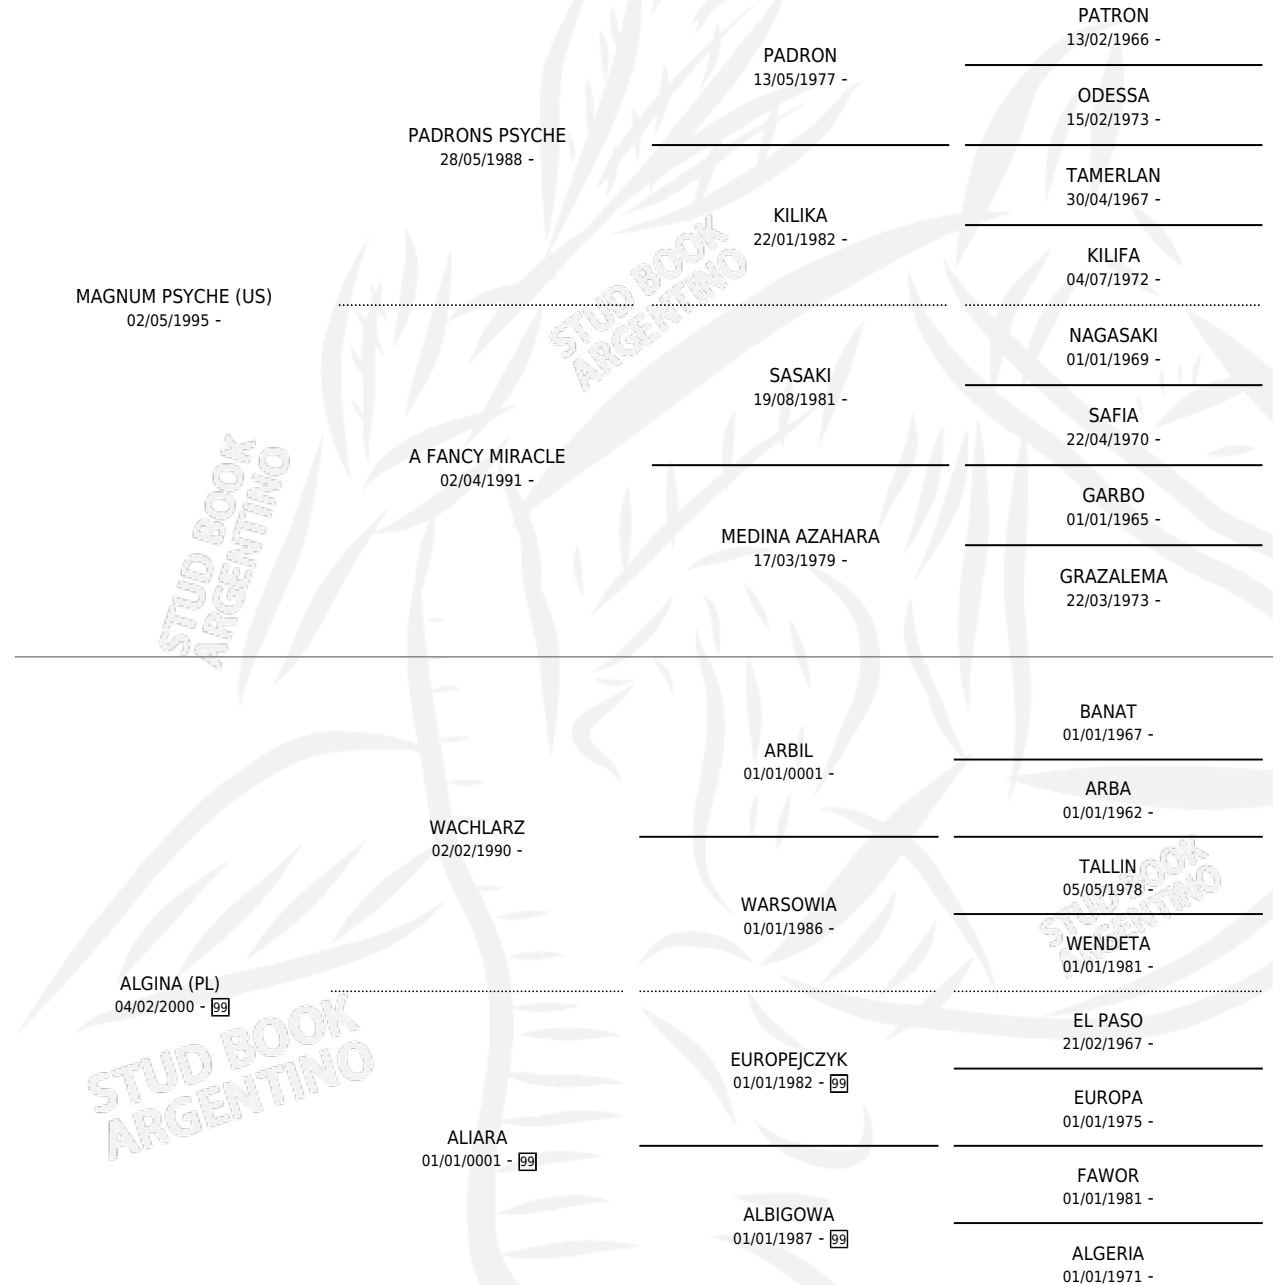 PATRON
13/02/1966 -
PADRON
13/05/1977 -
ODESSA
15/02/1973 -
PADRONS PSYCHE
28/05/1988 -
TAMERLAN
30/04/1967 -
KILIKA
22/01/1982 -
KILIFA
04/07/1972 -
MAGNUM PSYCHE (US)
02/05/1995 -
NAGASAKI
01/01/1969 -
SASAKI
19/08/1981 -
SAFIA
22/04/1970 -
A FANCY MIRACLE
02/04/1991 -
GARBO
01/01/1965 -
MEDINA AZAHARA
17/03/1979 -
GRAZALEMA
22/03/1973 -
BANAT
01/01/1967 -
ARBIL
01/01/0001 -
ARBA
01/01/1962 -
WACHLARZ
02/02/1990 -
TALLIN
05/05/1978 -
WARSOWIA
01/01/1986 -
WENDETA
01/01/1981 -
ALGINA (PL)
04/02/2000 - 99
EL PASO
21/02/1967 -
EUROPEJCZYK
01/01/1982 - 99
EUROPA
01/01/1975 -
ALIARA
01/01/0001 - 99
FAWOR
01/01/1981 -
ALBIGOWA
01/01/1987 - 99
ALGERIA
01/01/1971 -
STUD BOOK
ARGENTINO
STUD BOOK
ARGENTINO
STUD BOOK
ARGENTINO
STUD BOOK
ARGENTINO